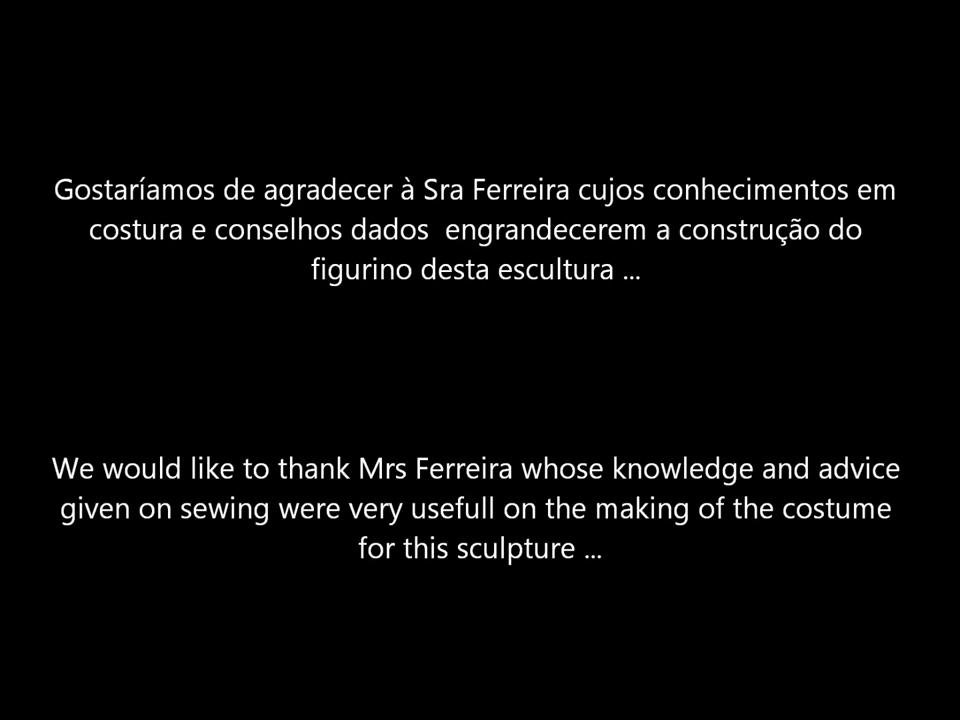 Gostaríamos de agradecer à Sra Ferreira cujos conhecimentos em
costura e conselhos dados  engrandecerem a construção do
figurino desta escultura ...
We would like to thank Mrs Ferreira whose knowledge and advice
given on sewing were very usefull on the making of the costume
for this sculpture ...